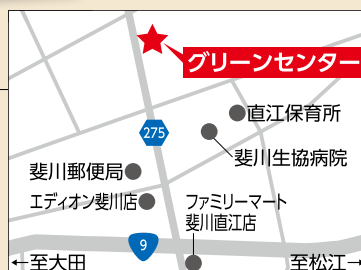 グリーンセンター
直江保育所
275
斐川生協病院
斐川郵便局
エディオン斐川店
ファミリーマート
斐川直江店
9
←至大田
至松江→